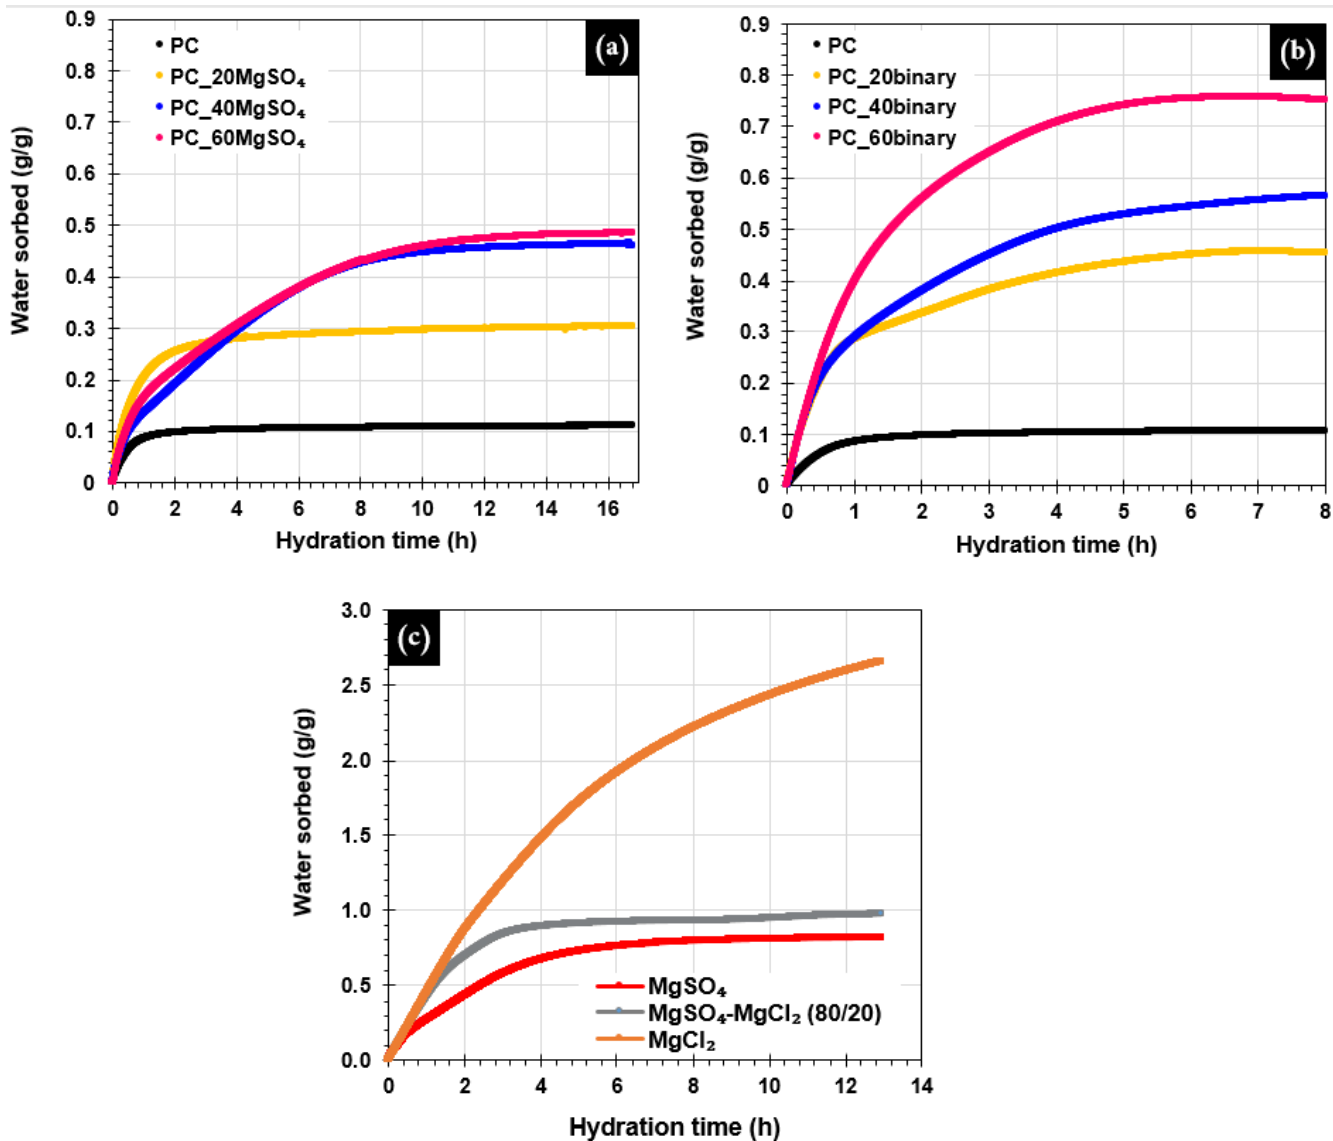 (a)
PC
PC_20MgSO₄
PC_40MgSO₄
PC_60MgSO₄
0.9
0.8
0.7
0.6
0.5
0.4
0.3
0.2
0.1
0
Water sorbed (g/g)
0 2 4 6 8 10 12 14 16
Hydration time (h)
(b)
PC
PC_20binary
PC_40binary
PC_60binary
0.9
0.8
0.7
0.6
0.5
0.4
0.3
0.2
0.1
0
Water sorbed (g/g)
0 1 2 3 4 5 6 7 8
Hydration time (h)
(c)
3.0
2.5
2.0
1.5
1.0
0.5
0.0
Water sorbed (g/g)
MgSO₄
MgSO₄-MgCl₂ (80/20)
MgCl₂
0 2 4 6 8 10 12 14
Hydration time (h)